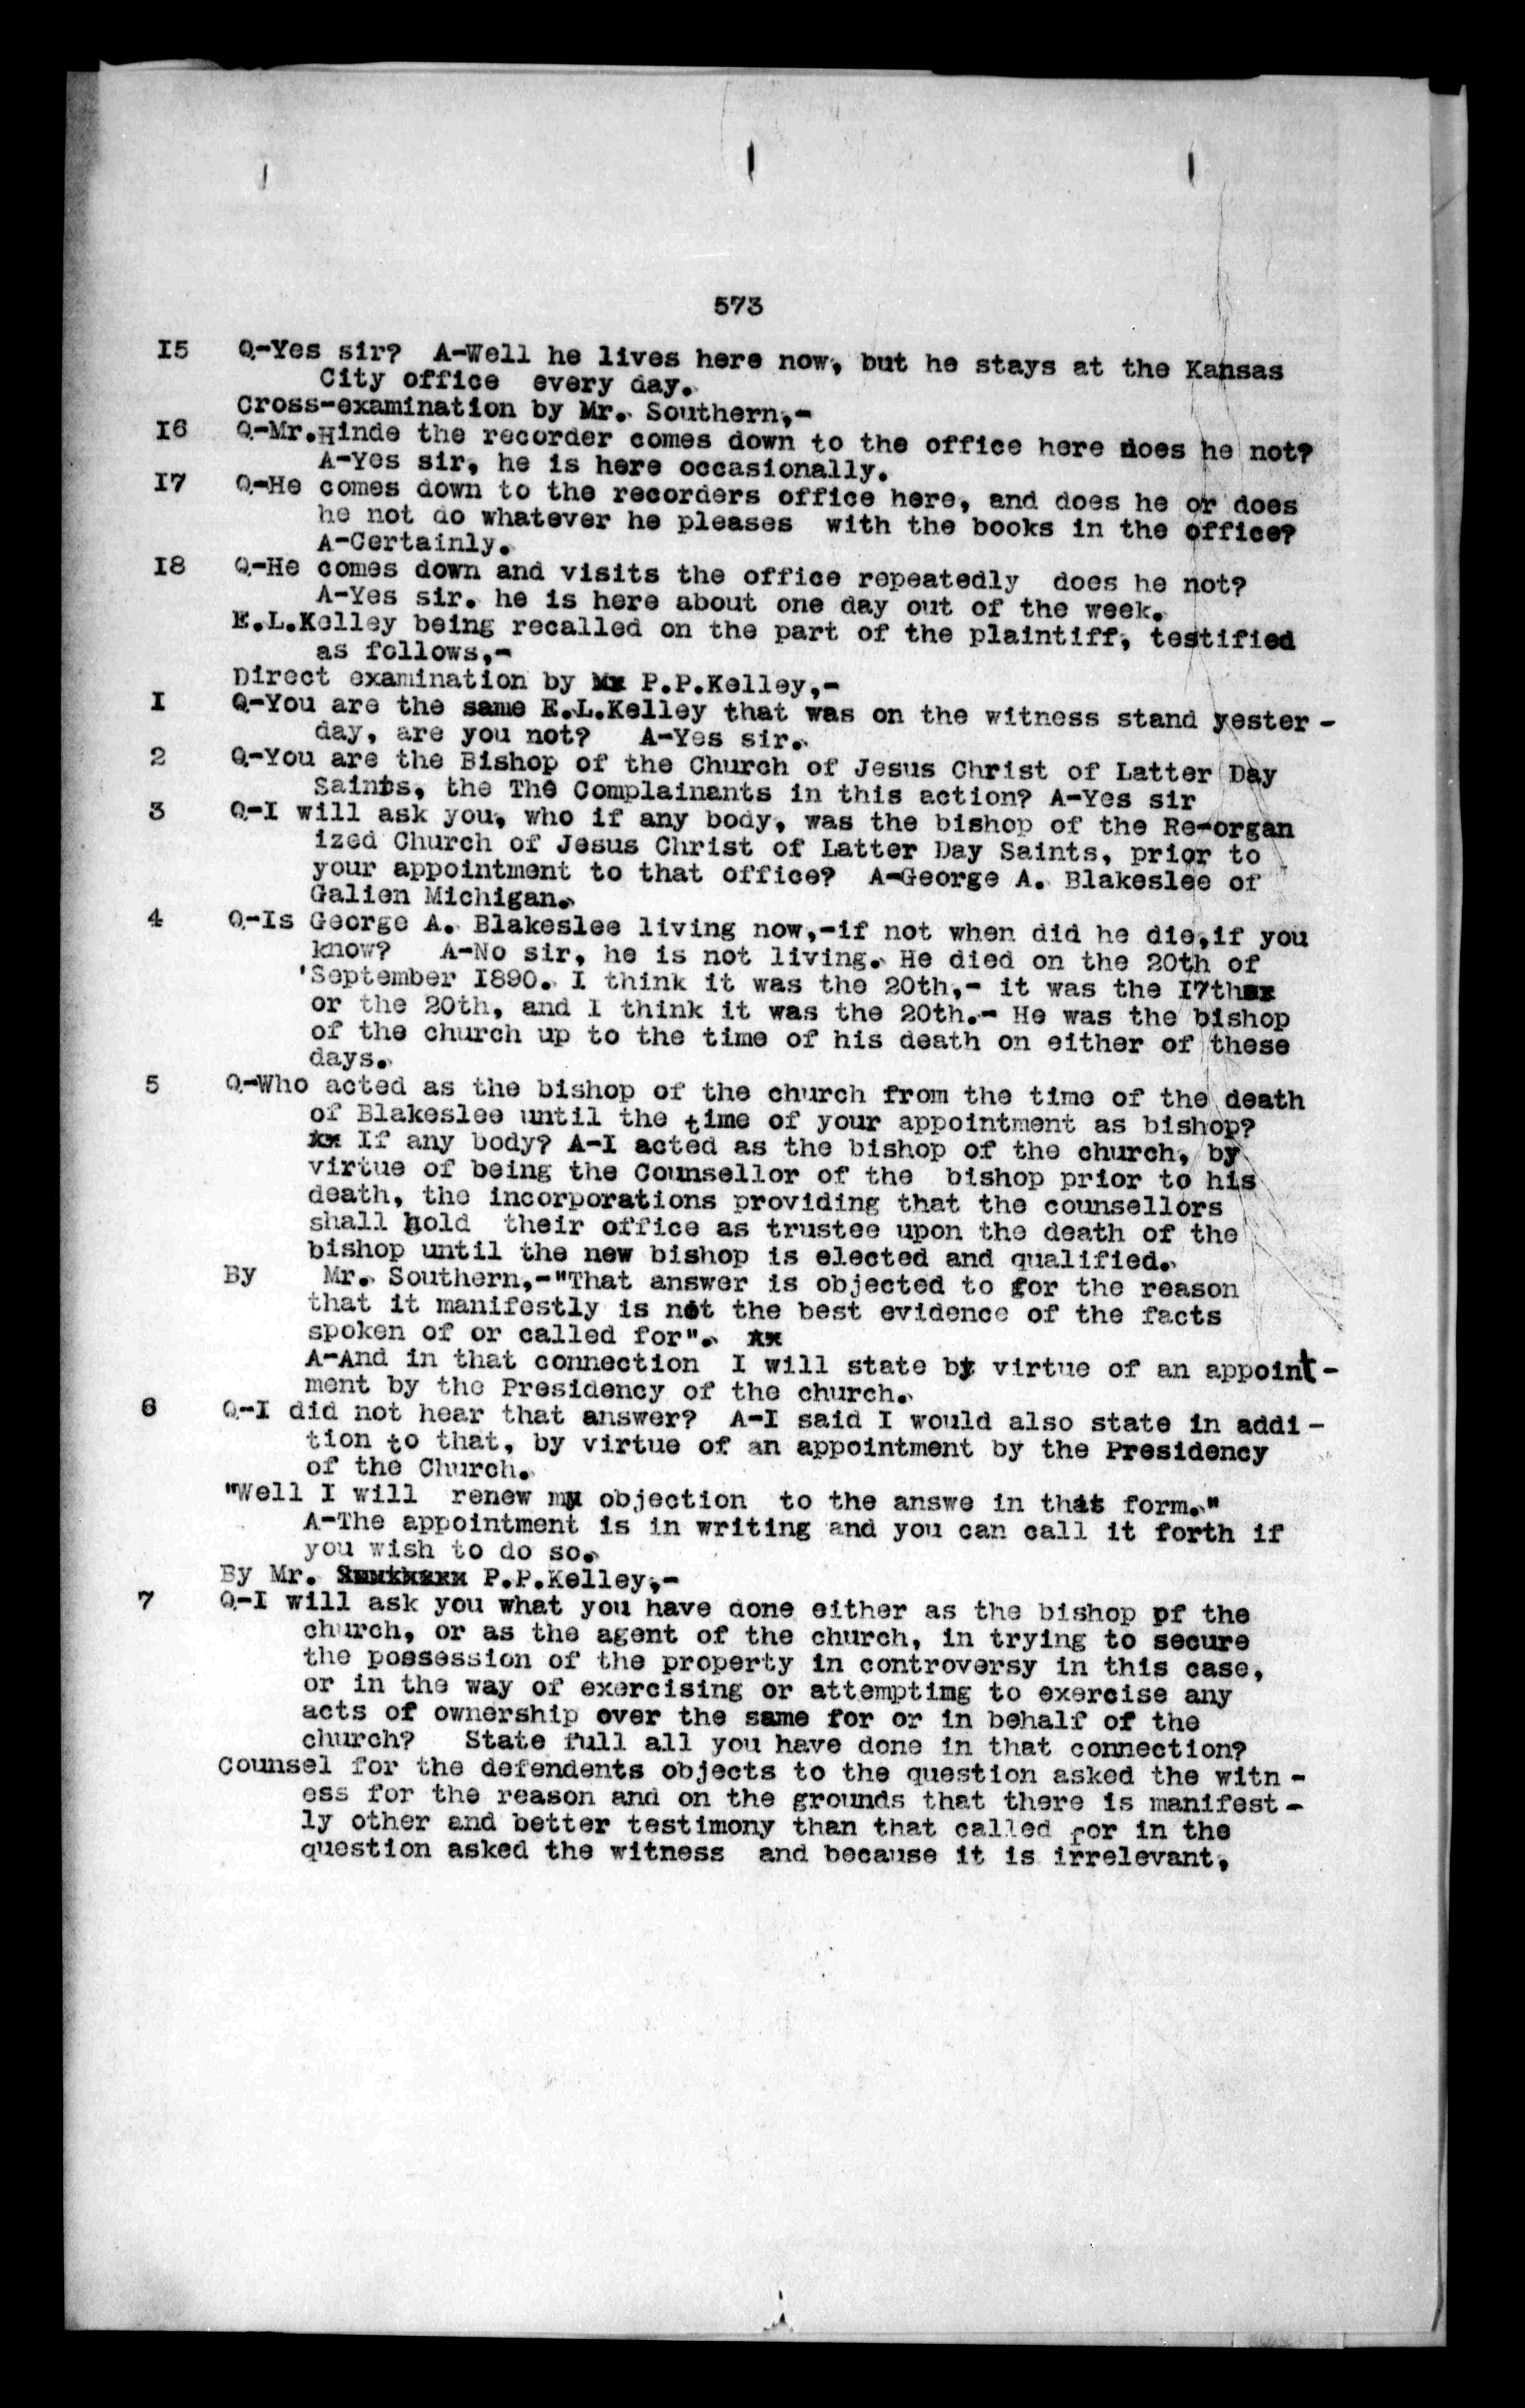 573
15 Q-Yes sir? A-Well he lives here now, but he stays at the Kansas
City office every day.
Cross-examination by Mr. Southern,-
16 Q-Mr.Hinde the recorder comes down to the office here does he not?
A-Yes sir, he is here occasionally.
17 Q-He comes down to the recorders office here, and does he or does
he not do whatever he pleases with the books in the office?
A-Certainly.
18 Q-He comes down and visits the office repeatedly does he not?
A-Yes sir. he is here about one day out of the week.
E.L.Kelley being recalled on the part of the plaintiff, testified
as follows,-
Direct examination by P.P.Kelley,-
1 Q-You are the same E.L.Kelley that was on the witness stand yester-
day, are you not? A-Yes sir.
2 Q-You are the Bishop of the Church of Jesus Christ of Latter Day
Saints, the The Complainants in this action? A-Yes sir
3 Q-I will ask you, who if any body, was the bishop of the Re-organ
ized Church of Jesus Christ of Latter Day Saints, prior to
your appointment to that office? A-George A. Blakeslee of
Galien Michigan.
4 Q-Is George A. Blakeslee living now,-if not when did he die,if you
know? A-No sir, he is not living. He died on the 20th of
'September 1890. I think it was the 20th,- it was the 17th
or the 20th, and I think it was the 20th.- He was the bishop
of the church up to the time of his death on either of these
days.
5 Q-Who acted as the bishop of the church from the time of the death
of Blakeslee until the time of your appointment as bishop?
xx If any body? A-I acted as the bishop of the church, by
virtue of being the Counsellor of the bishop prior to his
death, the incorporations providing that the counsellors
shall hold their office as trustee upon the death of the
bishop until the new bishop is elected and qualified.
By Mr. Southern,-"That answer is objected to for the reason
that it manifestly is not the best evidence of the facts
spoken of or called for". xx
A-And in that connection I will state by virtue of an appoint-
ment by the Presidency of the church.
6 Q-I did not hear that answer? A-I said I would also state in addi-
tion to that, by virtue of an appointment by the Presidency
of the Church.
"Well I will renew my objection to the answe in that form."
A-The appointment is in writing and you can call it forth if
you wish to do so.
By Mr. P.P.Kelley,-
7 Q-I will ask you what you have done either as the bishop of the
church, or as the agent of the church, in trying to secure
the possession of the property in controversy in this case,
or in the way of exercising or attempting to exercise any
acts of ownership over the same for or in behalf of the
church? State full all you have done in that connection?
Counsel for the defendents objects to the question asked the witn-
ess for the reason and on the grounds that there is manifest-
ly other and better testimony than that called for in the
question asked the witness and because it is irrelevant,